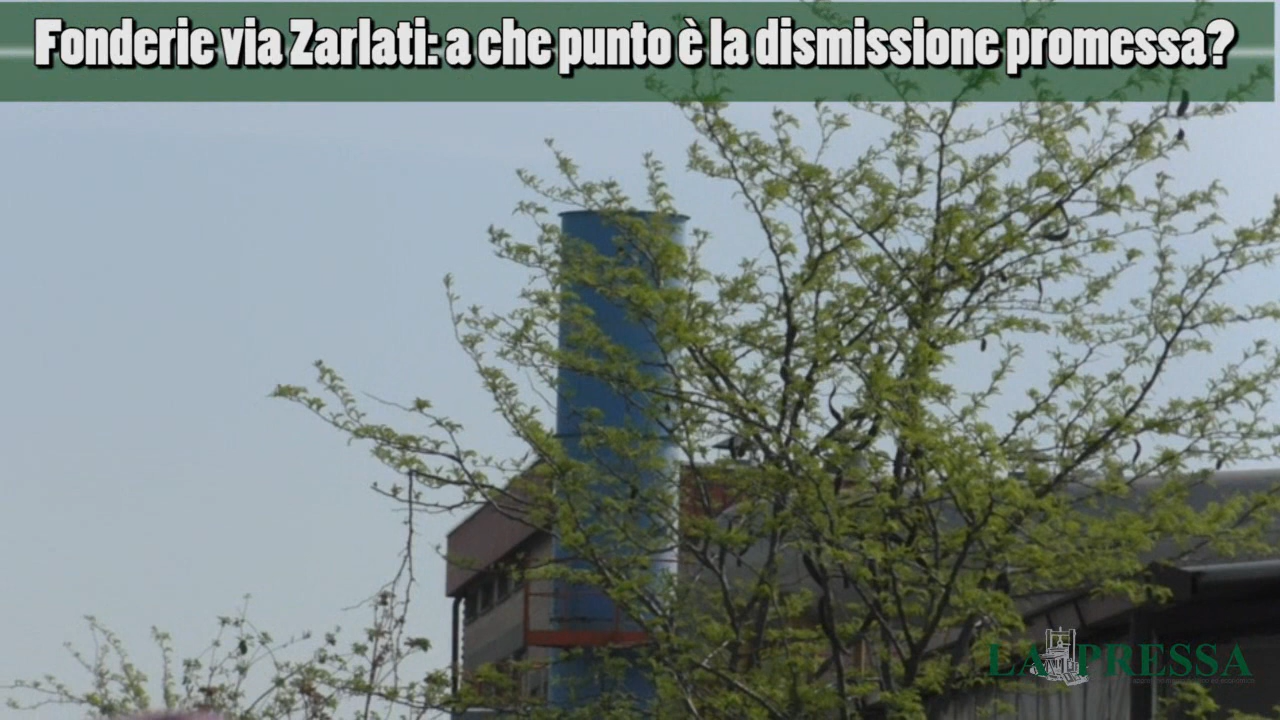 Fonderie via Zarlati: a che punto è la dismissione promessa?
LA PRESSA